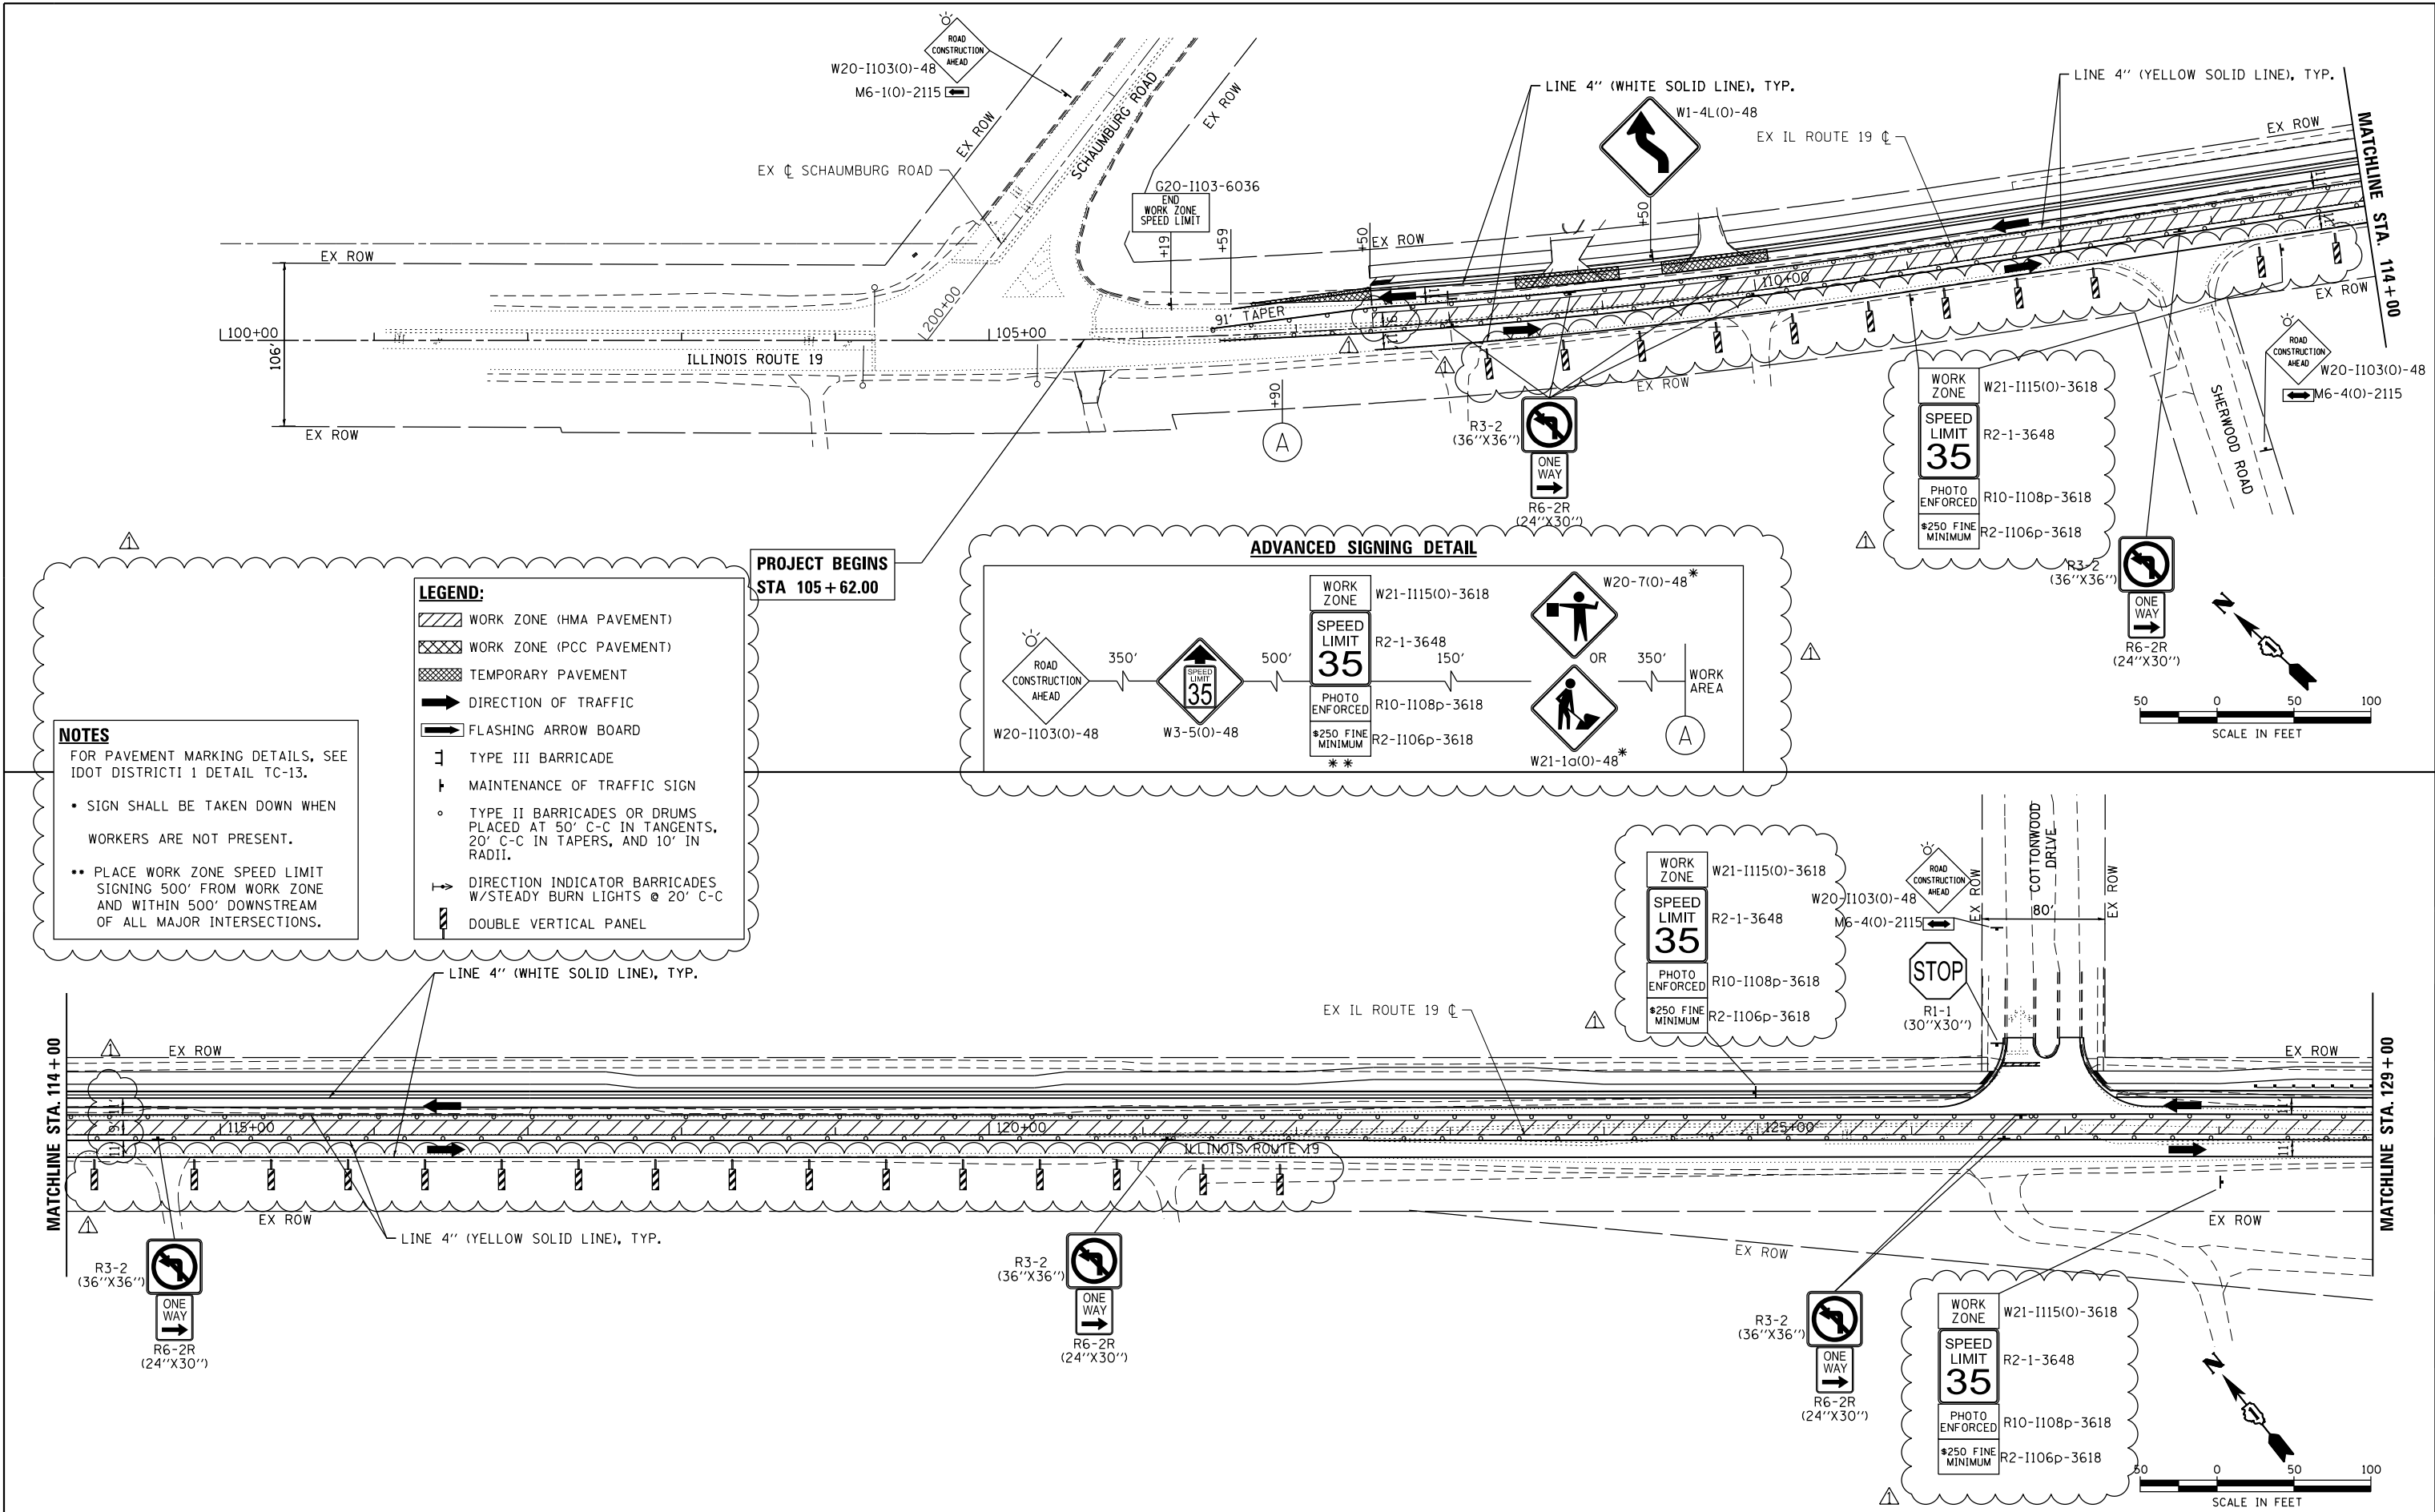 ROAD
CONSTRUCTION
AHEAD
W20-I103(O)-48
M6-1(O)-2115
EX ROW
SCHAUMBURG ROAD
EX ROW
EX ℄ SCHAUMBURG ROAD
G20-I103-6036
END
WORK ZONE
SPEED LIMIT
+19
+59
+50
EX ROW
LINE 4" (WHITE SOLID LINE), TYP.
W1-4L(O)-48
+50
EX IL ROUTE 19 ℄
LINE 4" (YELLOW SOLID LINE), TYP.
EX ROW
MATCHLINE STA. 114+00
EX ROW
106'
100+00
200+00
105+00
ILLINOIS ROUTE 19
91' TAPER
110+00
EX ROW
EX ROW
EX ROW
+90
A
1
1
R3-2
(36"X36")
ONE
WAY
R6-2R
(24"X30")
WORK
ZONE
W21-I115(O)-3618
SPEED
LIMIT
35
R2-1-3648
PHOTO
ENFORCED
R10-I108p-3618
$250 FINE
MINIMUM
R2-I106p-3618
1
SHERWOOD ROAD
ROAD
CONSTRUCTION
AHEAD
W20-I103(O)-48
M6-4(O)-2115
R3-2
(36"X36")
ONE
WAY
R6-2R
(24"X30")
N
50 0 50 100
SCALE IN FEET
PROJECT BEGINS
STA 105+62.00
1
NOTES
FOR PAVEMENT MARKING DETAILS, SEE
IDOT DISTRICTI 1 DETAIL TC-13.
* SIGN SHALL BE TAKEN DOWN WHEN
WORKERS ARE NOT PRESENT.
** PLACE WORK ZONE SPEED LIMIT
SIGNING 500' FROM WORK ZONE
AND WITHIN 500' DOWNSTREAM
OF ALL MAJOR INTERSECTIONS.
LEGEND:
WORK ZONE (HMA PAVEMENT)
WORK ZONE (PCC PAVEMENT)
TEMPORARY PAVEMENT
DIRECTION OF TRAFFIC
FLASHING ARROW BOARD
TYPE III BARRICADE
MAINTENANCE OF TRAFFIC SIGN
TYPE II BARRICADES OR DRUMS
PLACED AT 50' C-C IN TANGENTS,
20' C-C IN TAPERS, AND 10' IN
RADII.
DIRECTION INDICATOR BARRICADES
W/STEADY BURN LIGHTS @ 20' C-C
DOUBLE VERTICAL PANEL
ADVANCED SIGNING DETAIL
ROAD
CONSTRUCTION
AHEAD
W20-I103(O)-48
350'
SPEED
LIMIT
35
W3-5(O)-48
500'
WORK
ZONE
W21-I115(O)-3618
SPEED
LIMIT
35
R2-1-3648
PHOTO
ENFORCED
R10-I108p-3618
$250 FINE
MINIMUM
R2-I106p-3618
**
150'
W20-7(O)-48*
OR
W21-1a(O)-48*
350'
WORK
AREA
A
1
WORK
ZONE
W21-I115(O)-3618
SPEED
LIMIT
35
R2-1-3648
PHOTO
ENFORCED
R10-I108p-3618
$250 FINE
MINIMUM
R2-I106p-3618
1
ROAD
CONSTRUCTION
AHEAD
W20-I103(O)-48
M6-4(O)-2115
STOP
R1-1
(30"X30")
EX ROW
COTTONWOOD
DRIVE
80'
EX ROW
LINE 4" (WHITE SOLID LINE), TYP.
EX IL ROUTE 19 ℄
MATCHLINE STA. 114+00
1
EX ROW
EX ROW
11'
9'
11'
115+00
120+00
125+00
11'
11'
ILLINOIS ROUTE 19
MATCHLINE STA. 129+00
1
EX ROW
LINE 4" (YELLOW SOLID LINE), TYP.
EX ROW
EX ROW
R3-2
(36"X36")
ONE
WAY
R6-2R
(24"X30")
R3-2
(36"X36")
ONE
WAY
R6-2R
(24"X30")
R3-2
(36"X36")
ONE
WAY
R6-2R
(24"X30")
WORK
ZONE
W21-I115(O)-3618
SPEED
LIMIT
35
R2-1-3648
PHOTO
ENFORCED
R10-I108p-3618
$250 FINE
MINIMUM
R2-I106p-3618
1
N
50 0 50 100
SCALE IN FEET